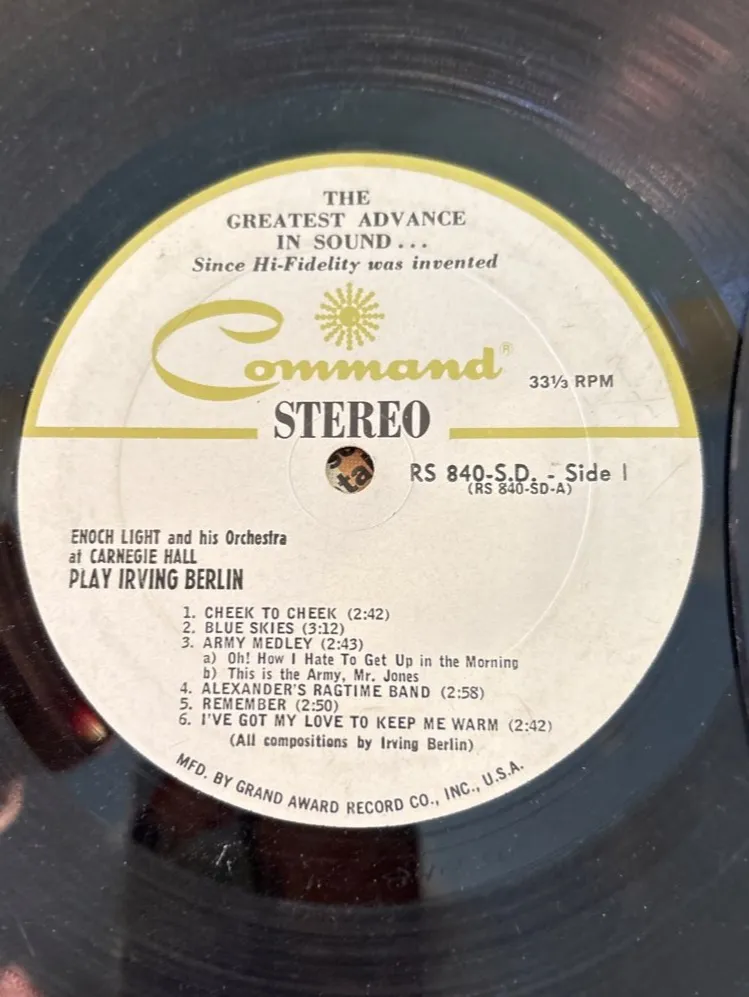 THE
GREATEST ADVANCE
IN SOUND...
Since Hi-Fidelity was invented
Command®
33⅓ RPM
STEREO
RS 840-S.D. - Side 1
(RS 840-SD-A)
ENOCH LIGHT and his Orchestra
at CARNEGIE HALL
PLAY IRVING BERLIN
1. CHEEK TO CHEEK (2:42)
2. BLUE SKIES (3:12)
3. ARMY MEDLEY (2:43)
a) Oh! How I Hate To Get Up in the Morning
b) This is the Army, Mr. Jones
4. ALEXANDER'S RAGTIME BAND (2:58)
5. REMEMBER (2:50)
6. I'VE GOT MY LOVE TO KEEP ME WARM (2:42)
(All compositions by Irving Berlin)
MFD. BY GRAND AWARD RECORD CO., INC., U.S.A.